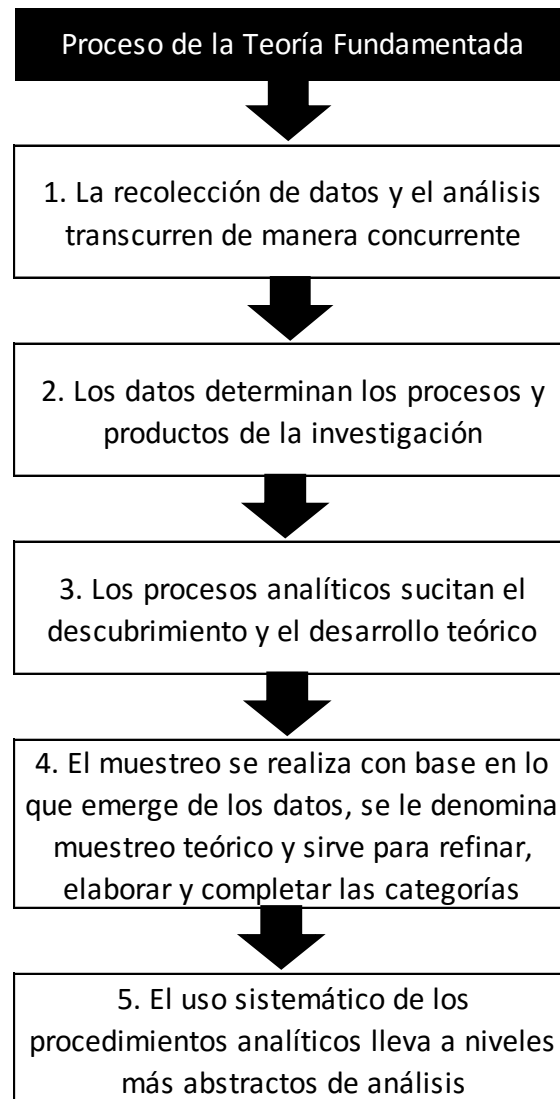 Proceso de la Teoría Fundamentada
1. La recolección de datos y el análisis
transcurren de manera concurrente
2. Los datos determinan los procesos y
productos de la investigación
3. Los procesos analíticos sucitan el
descubrimiento y el desarrollo teórico
4. El muestreo se realiza con base en lo
que emerge de los datos, se le denomina
muestreo teórico y sirve para refinar,
elaborar y completar las categorías
5. El uso sistemático de los
procedimientos analíticos lleva a niveles
más abstractos de análisis